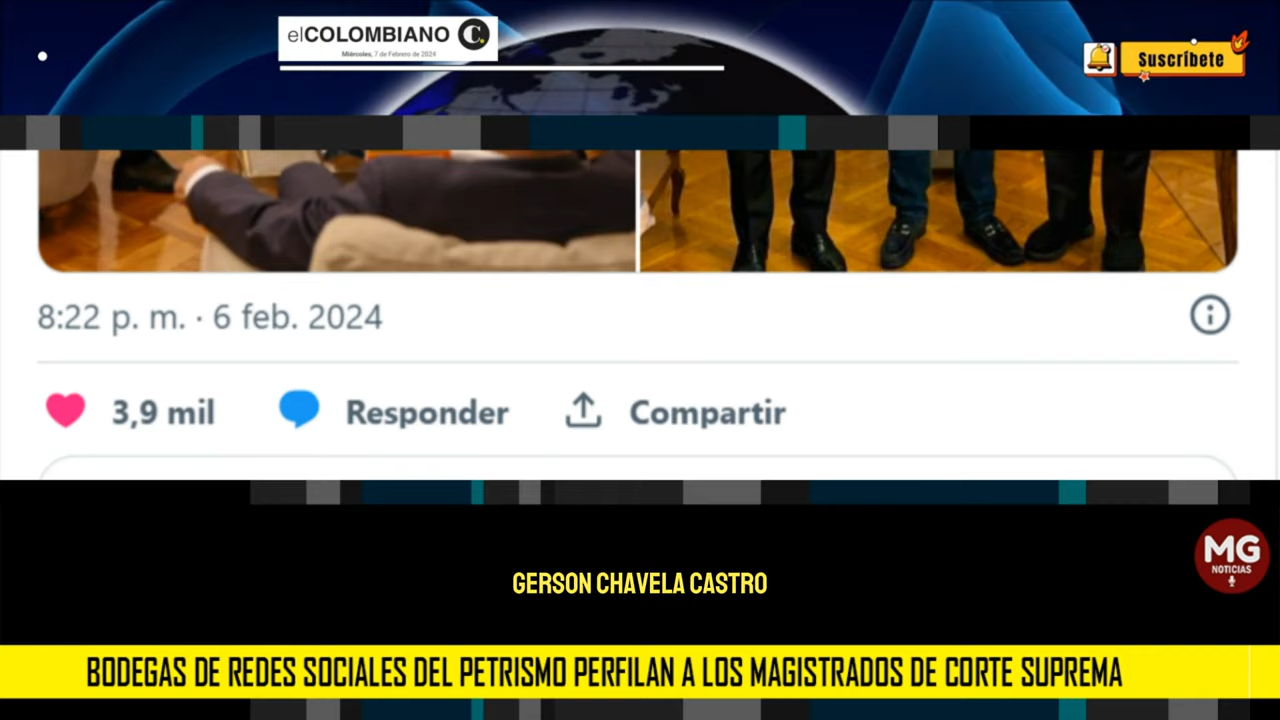 elCOLOMBIANO C
Miércoles, 7 de Febrero de 2024
Suscríbete
8:22 p. m. · 6 feb. 2024
3,9 mil Responder Compartir
MG
NOTICIAS
GERSON CHAVELA CASTRO
BODEGAS DE REDES SOCIALES DEL PETRISMO PERFILAN A LOS MAGISTRADOS DE CORTE SUPREMA